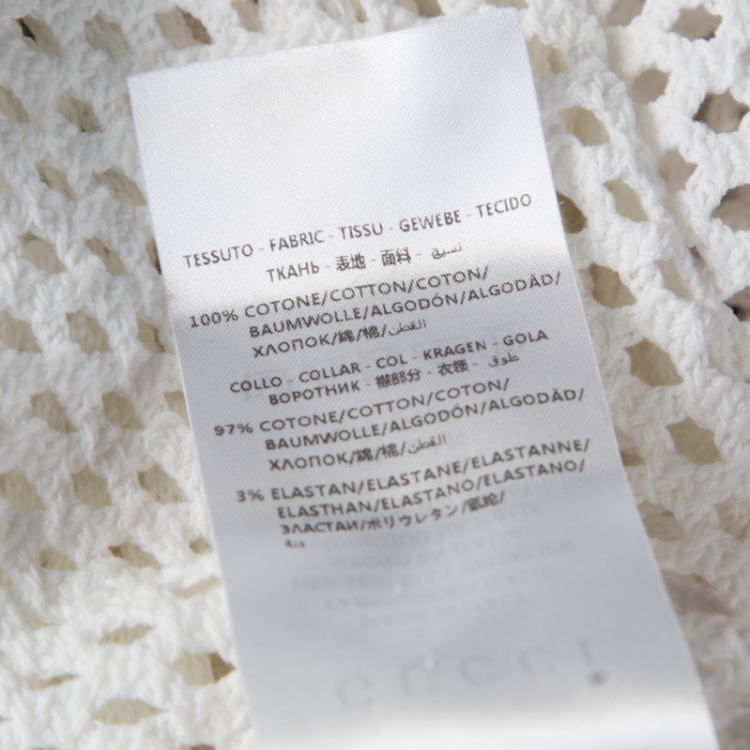 TESSUTO - FABRIC - TISSU - GEWEBE - TECIDO
ТКАНЬ - 表地 - 面料 - نسيج
100% COTONE/COTTON/COTON/
BAUMWOLLE/ALGODÓN/ALGODÃO/
ХЛОПОК/綿/棉/القطن
COLLO - COLLAR - COL - KRAGEN - GOLA
ВОРОТНИК - 襟部分 - 衣领 - طوق
97% COTONE/COTTON/COTON/
BAUMWOLLE/ALGODÓN/ALGODÃO/
ХЛОПОК/綿/棉/القطن
3% ELASTAN/ELASTANE/ELASTANNE/
ELASTHAN/ELASTANO/ELASTANO/
ЭЛАСТАН/ポリウレタン/氨纶/
GUCCI